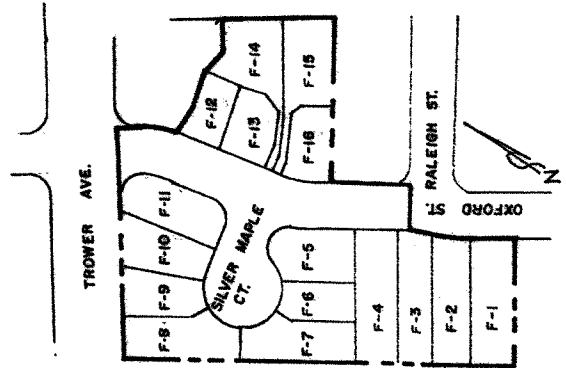 F-14
F-15
F-12
F-13
F-16
RALEIGH ST.
TROWER AVE.
F-11
F-10
F-9
F-8
SILVER MAPLE
CT.
F-5
F-6
F-7
OXFORD ST.
F-4
F-3
F-2
F-1
N